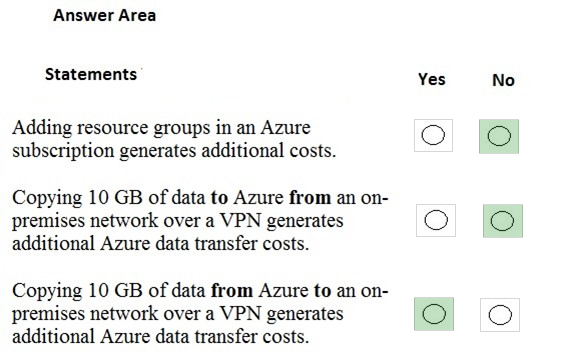 Answer Area
Statements
Yes No
Adding resource groups in an Azure
subscription generates additional costs.
Copying 10 GB of data to Azure from an on-
premises network over a VPN generates
additional Azure data transfer costs.
Copying 10 GB of data from Azure to an on-
premises network over a VPN generates
additional Azure data transfer costs.